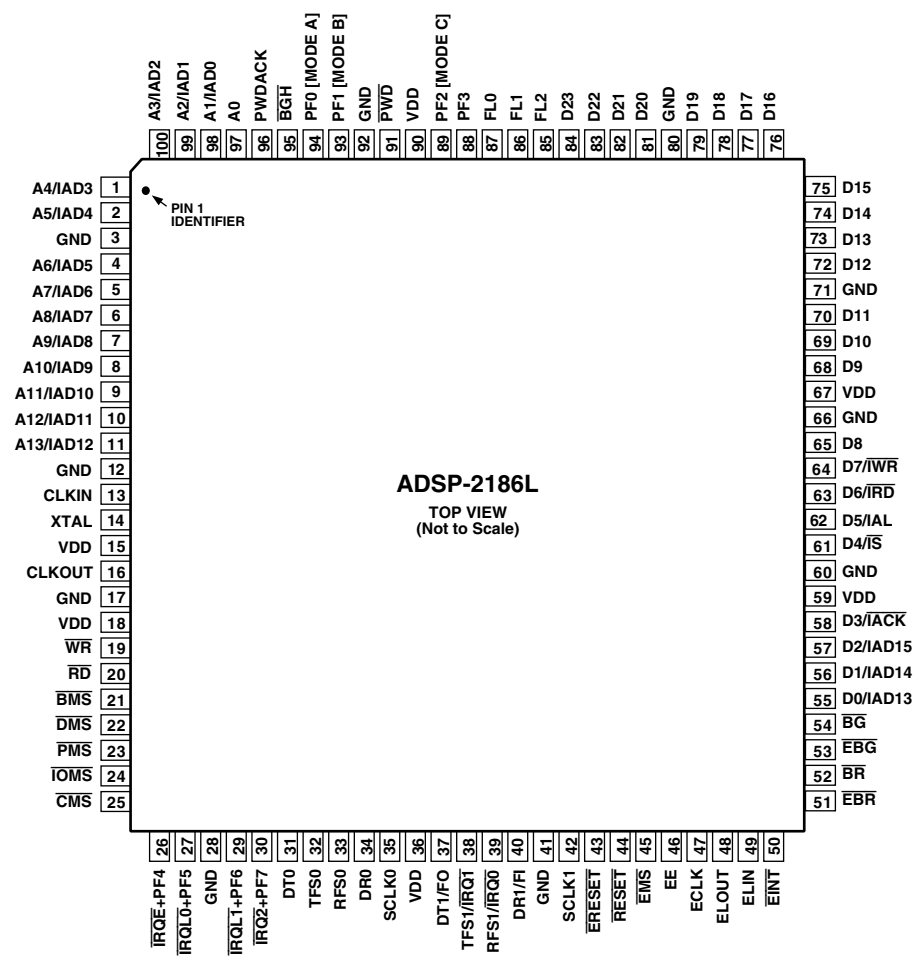 A3/IAD2
A2/IAD1
A1/IAD0
A0
PWDACK
BGH
PF0 [MODE A]
PF1 [MODE B]
GND
PWD
VDD
PF2 [MODE C]
PF3
FL0
FL1
FL2
D23
D22
D21
D20
GND
D19
D18
D17
D16
100
99
98
97
96
95
94
93
92
91
90
89
88
87
86
85
84
83
82
81
80
79
78
77
76
A4/IAD3 1
A5/IAD4 2
GND 3
A6/IAD5 4
A7/IAD6 5
A8/IAD7 6
A9/IAD8 7
A10/IAD9 8
A11/IAD10 9
A12/IAD11 10
A13/IAD12 11
GND 12
CLKIN 13
XTAL 14
VDD 15
CLKOUT 16
GND 17
VDD 18
WR 19
RD 20
BMS 21
DMS 22
PMS 23
IOMS 24
CMS 25
PIN 1
IDENTIFIER
ADSP-2186L
TOP VIEW
(Not to Scale)
75 D15
74 D14
73 D13
72 D12
71 GND
70 D11
69 D10
68 D9
67 VDD
66 GND
65 D8
64 D7/IWR
63 D6/IRD
62 D5/IAL
61 D4/IS
60 GND
59 VDD
58 D3/IACK
57 D2/IAD15
56 D1/IAD14
55 D0/IAD13
54 BG
53 EBG
52 BR
51 EBR
26
27
28
29
30
31
32
33
34
35
36
37
38
39
40
41
42
43
44
45
46
47
48
49
50
IRQE+PF4
IRQL0+PF5
GND
IRQL1+PF6
IRQ2+PF7
DT0
TFS0
RFS0
DR0
SCLK0
VDD
DT1/FO
TFS1/IRQ1
RFS1/IRQ0
DR1/FI
GND
SCLK1
ERESET
RESET
EMS
EE
ECLK
ELOUT
ELIN
EINT